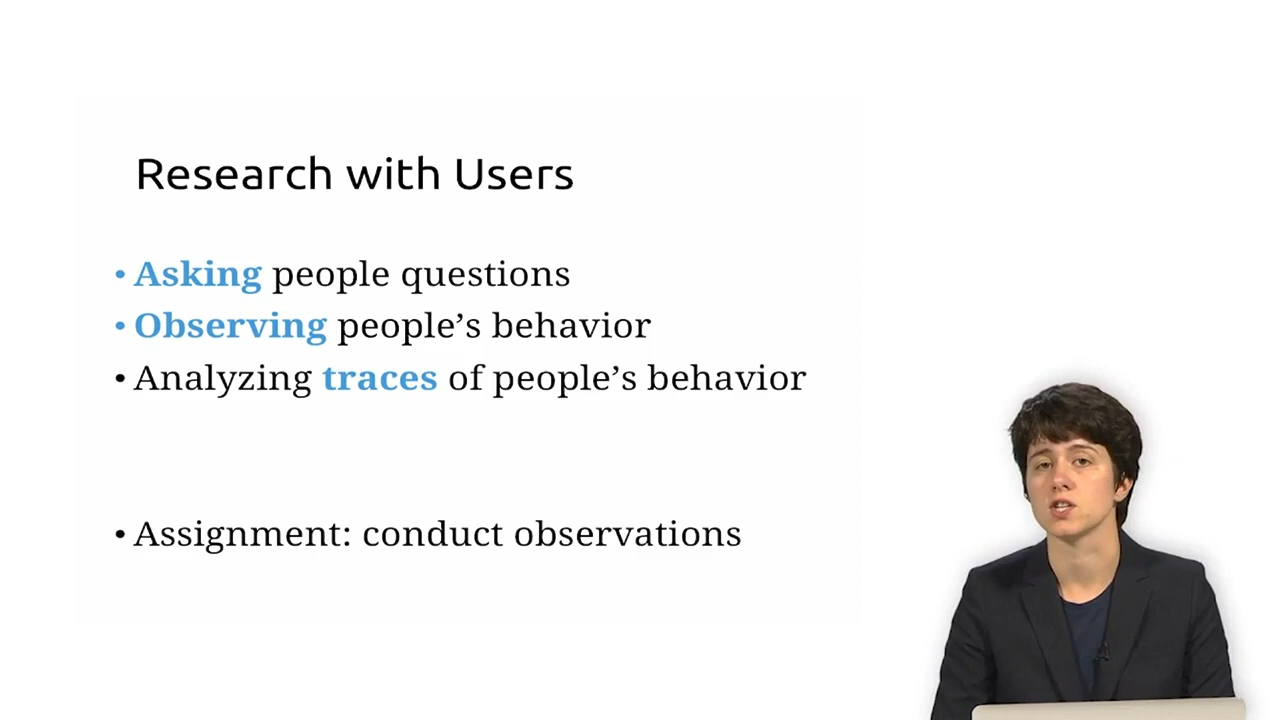 Research with Users
• Asking people questions
• Observing people’s behavior
• Analyzing traces of people’s behavior
• Assignment: conduct observations